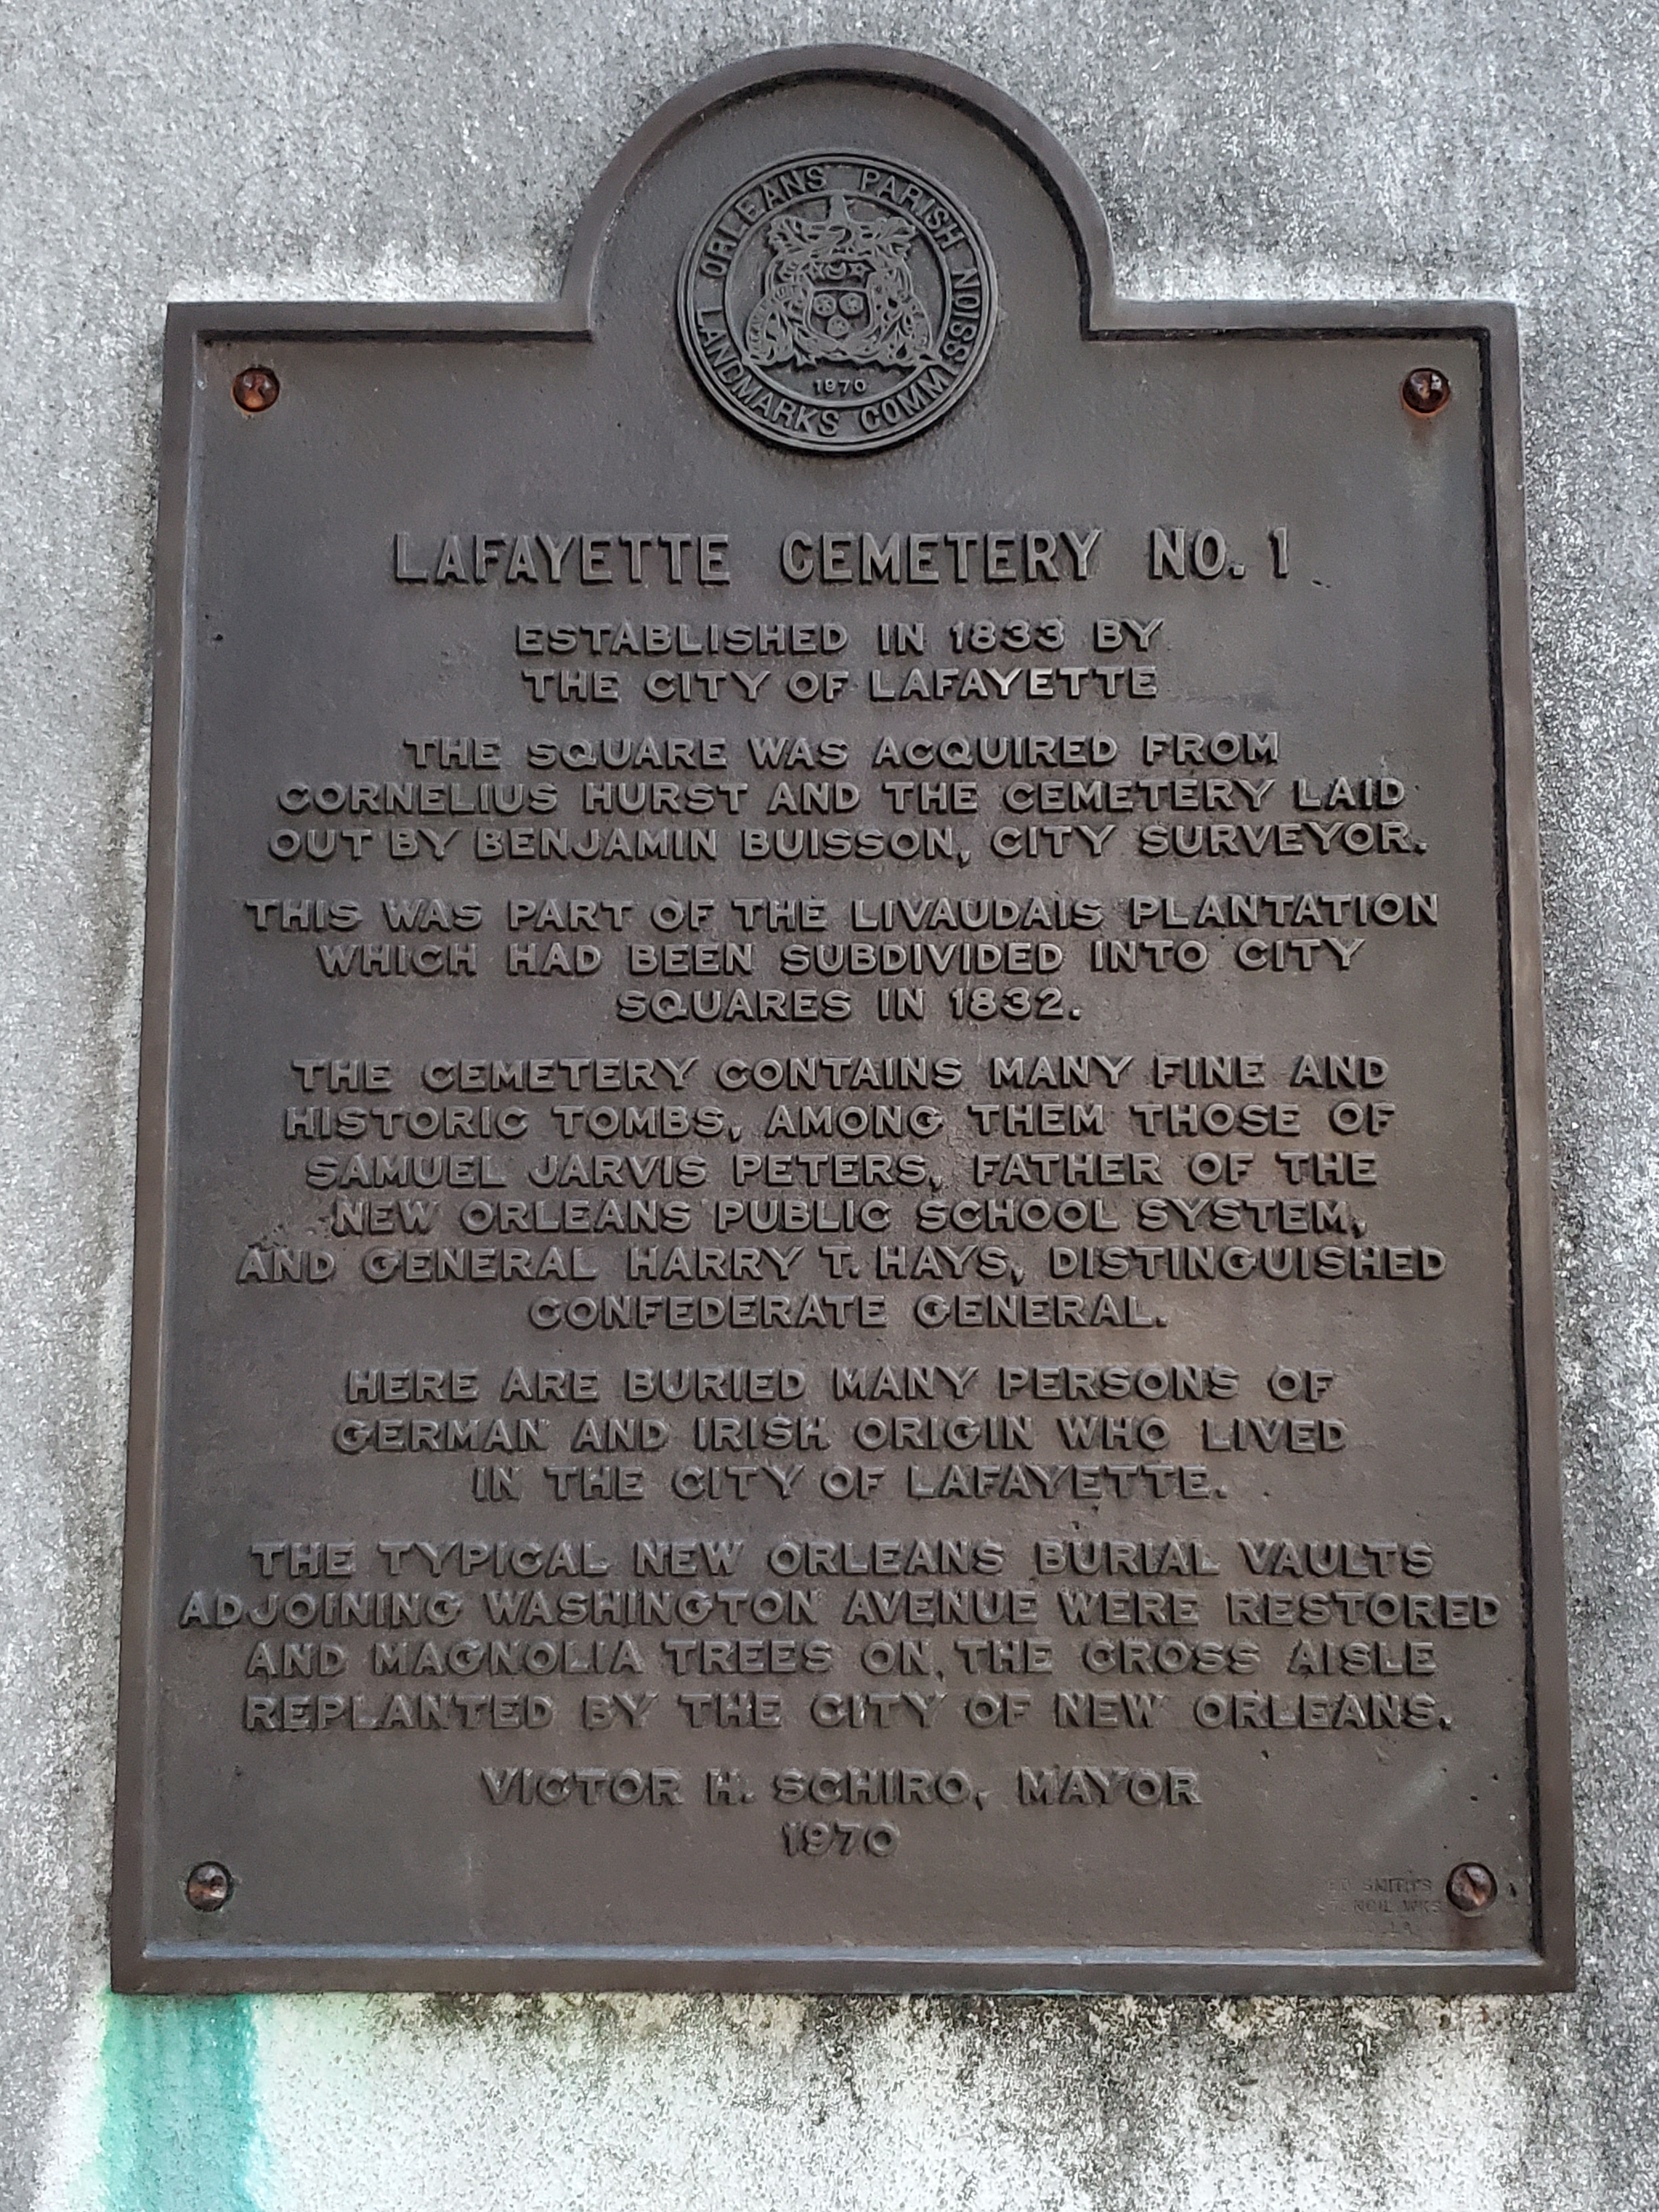 ORLEANS PARISH
LANDMARKS COMMISSION
1970
LAFAYETTE CEMETERY NO. 1
ESTABLISHED IN 1833 BY
THE CITY OF LAFAYETTE
THE SQUARE WAS ACQUIRED FROM
CORNELIUS HURST AND THE CEMETERY LAID
OUT BY BENJAMIN BUISSON, CITY SURVEYOR.
THIS WAS PART OF THE LIVAUDAIS PLANTATION
WHICH HAD BEEN SUBDIVIDED INTO CITY
SQUARES IN 1832.
THE CEMETERY CONTAINS MANY FINE AND
HISTORIC TOMBS, AMONG THEM THOSE OF
SAMUEL JARVIS PETERS, FATHER OF THE
NEW ORLEANS PUBLIC SCHOOL SYSTEM,
AND GENERAL HARRY T. HAYS, DISTINGUISHED
CONFEDERATE GENERAL.
HERE ARE BURIED MANY PERSONS OF
GERMAN AND IRISH ORIGIN WHO LIVED
IN THE CITY OF LAFAYETTE.
THE TYPICAL NEW ORLEANS BURIAL VAULTS
ADJOINING WASHINGTON AVENUE WERE RESTORED
AND MAGNOLIA TREES ON THE CROSS AISLE
REPLANTED BY THE CITY OF NEW ORLEANS.
VICTOR H. SCHIRO, MAYOR
1970
SMITH'S
STENCIL WKS
LA